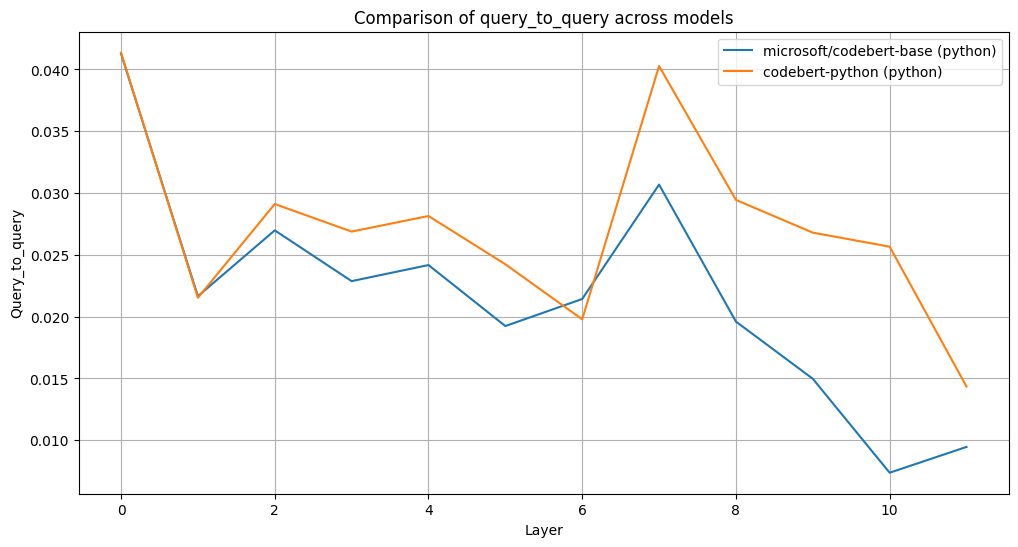 Comparison of query_to_query across models
microsoft/codebert-base (python)
codebert-python (python)
Query_to_query
0.040
0.035
0.030
0.025
0.020
0.015
0.010
0 2 4 6 8 10
Layer